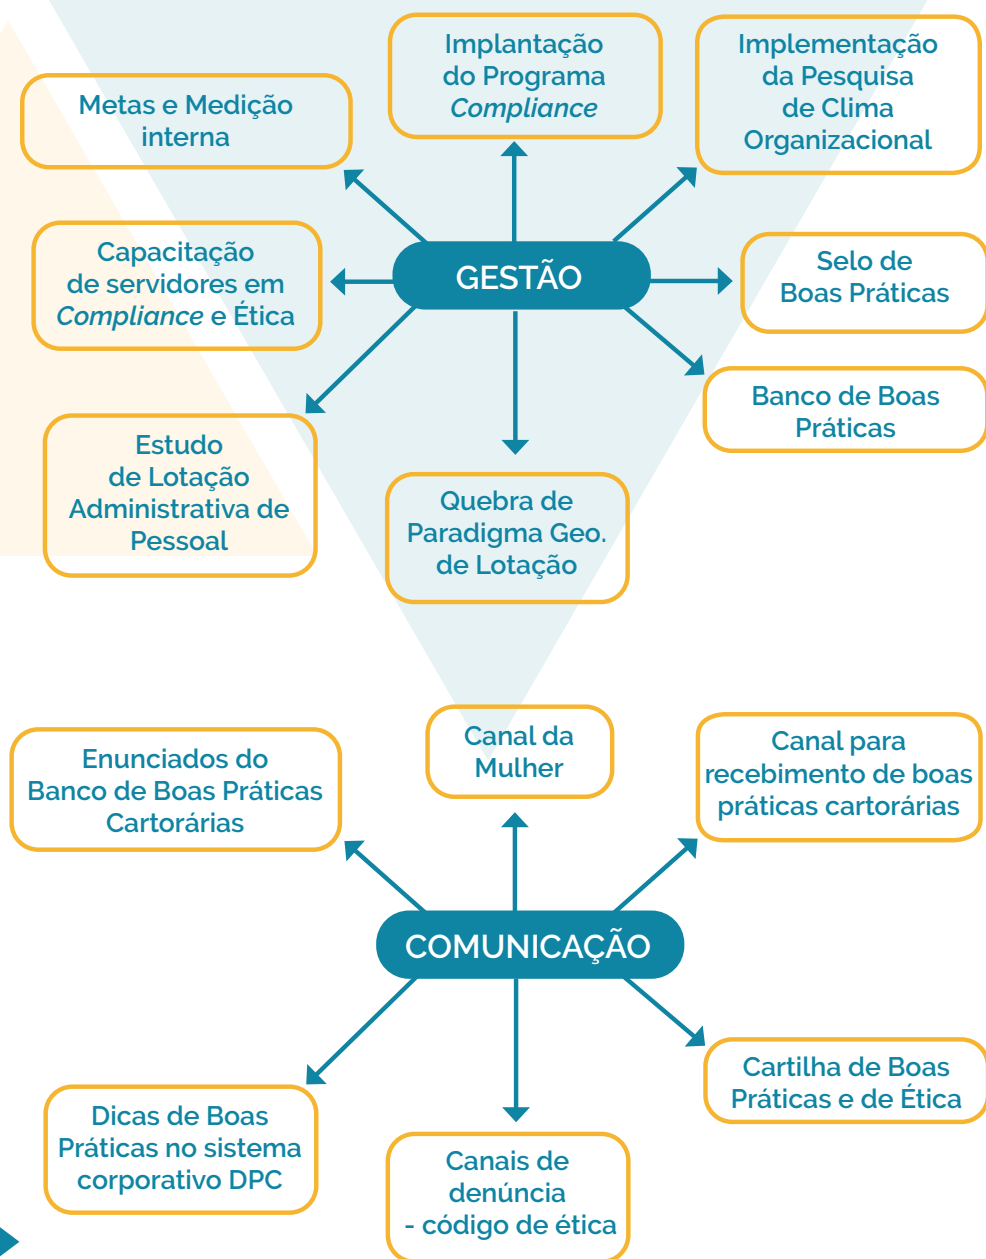 Implantação
do Programa
Compliance
Implementação
da Pesquisa
de Clima
Organizacional
Metas e Medição
interna
Capacitação
de servidores em
Compliance e Ética
GESTÃO
Selo de
Boas Práticas
Banco de Boas
Práticas
Estudo
de Lotação
Administrativa de
Pessoal
Quebra de
Paradigma Geo.
de Lotação
Enunciados do
Banco de Boas Práticas
Cartorárias
Canal da
Mulher
Canal para
recebimento de boas
práticas cartorárias
COMUNICAÇÃO
Cartilha de Boas
Práticas e de Ética
Dicas de Boas
Práticas no sistema
corporativo DPC
Canais de
denúncia
- código de ética